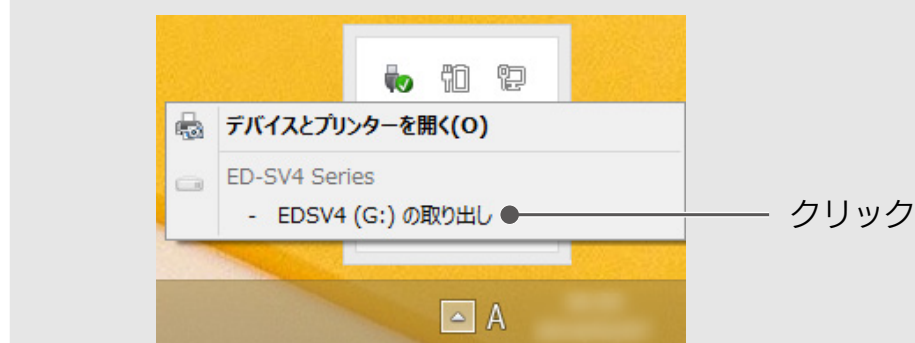 デバイスとプリンターを開く(O)
ED-SV4 Series
- EDSV4 (G:) の取り出し
クリック
A